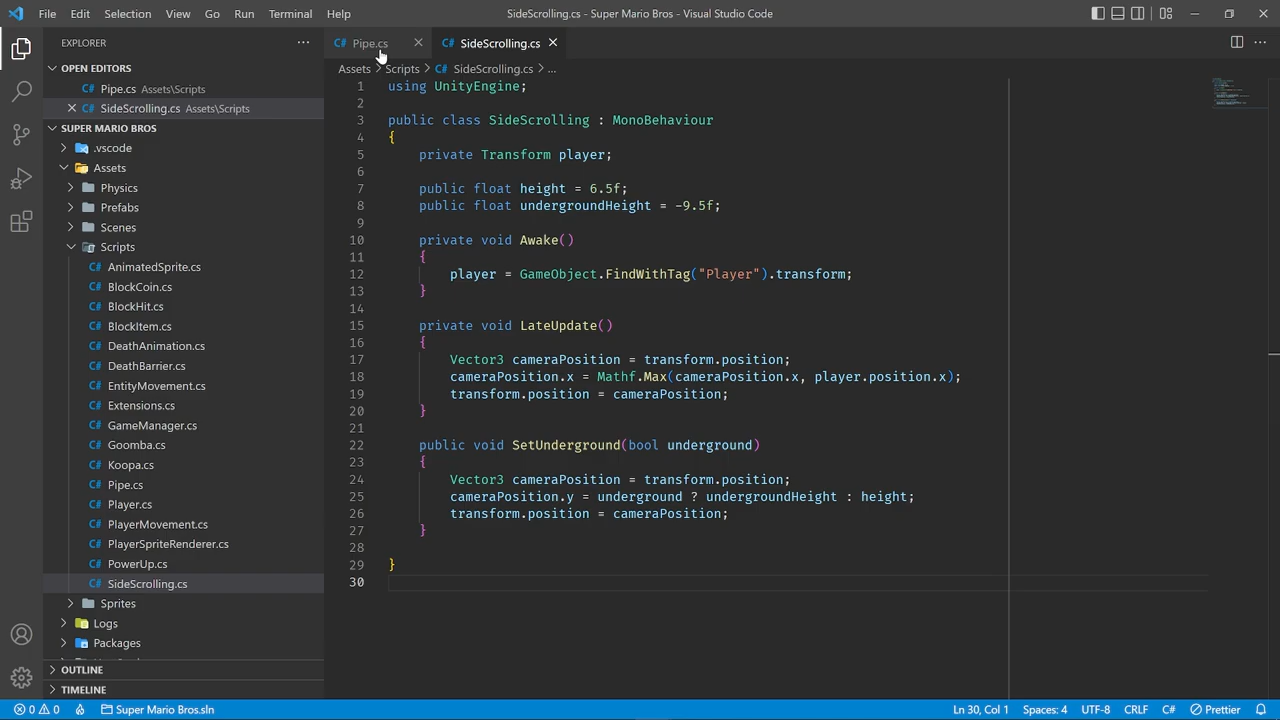 File Edit Selection View Go Run Terminal Help
SideScrolling.cs - Super Mario Bros - Visual Studio Code
EXPLORER
OPEN EDITORS
Pipe.cs Assets\Scripts
SideScrolling.cs Assets\Scripts
SUPER MARIO BROS
.vscode
Assets
Physics
Prefabs
Scenes
Scripts
AnimatedSprite.cs
BlockCoin.cs
BlockHit.cs
BlockItem.cs
DeathAnimation.cs
DeathBarrier.cs
EntityMovement.cs
Extensions.cs
GameManager.cs
Goomba.cs
Koopa.cs
Pipe.cs
Player.cs
PlayerMovement.cs
PlayerSpriteRenderer.cs
PowerUp.cs
SideScrolling.cs
Sprites
Logs
Packages
OUTLINE
TIMELINE
C# Pipe.cs C# SideScrolling.cs
Assets > Scripts > C# SideScrolling.cs > ...
1 using UnityEngine;
2
3 public class SideScrolling : MonoBehaviour
4 {
5 private Transform player;
6
7 public float height = 6.5f;
8 public float undergroundHeight = -9.5f;
9
10 private void Awake()
11 {
12 player = GameObject.FindWithTag("Player").transform;
13 }
14
15 private void LateUpdate()
16 {
17 Vector3 cameraPosition = transform.position;
18 cameraPosition.x = Mathf.Max(cameraPosition.x, player.position.x);
19 transform.position = cameraPosition;
20 }
21
22 public void SetUnderground(bool underground)
23 {
24 Vector3 cameraPosition = transform.position;
25 cameraPosition.y = underground ? undergroundHeight : height;
26 transform.position = cameraPosition;
27 }
28
29 }
30
0 0 Super Mario Bros.sln Ln 30, Col 1 Spaces: 4 UTF-8 CRLF C# Prettier